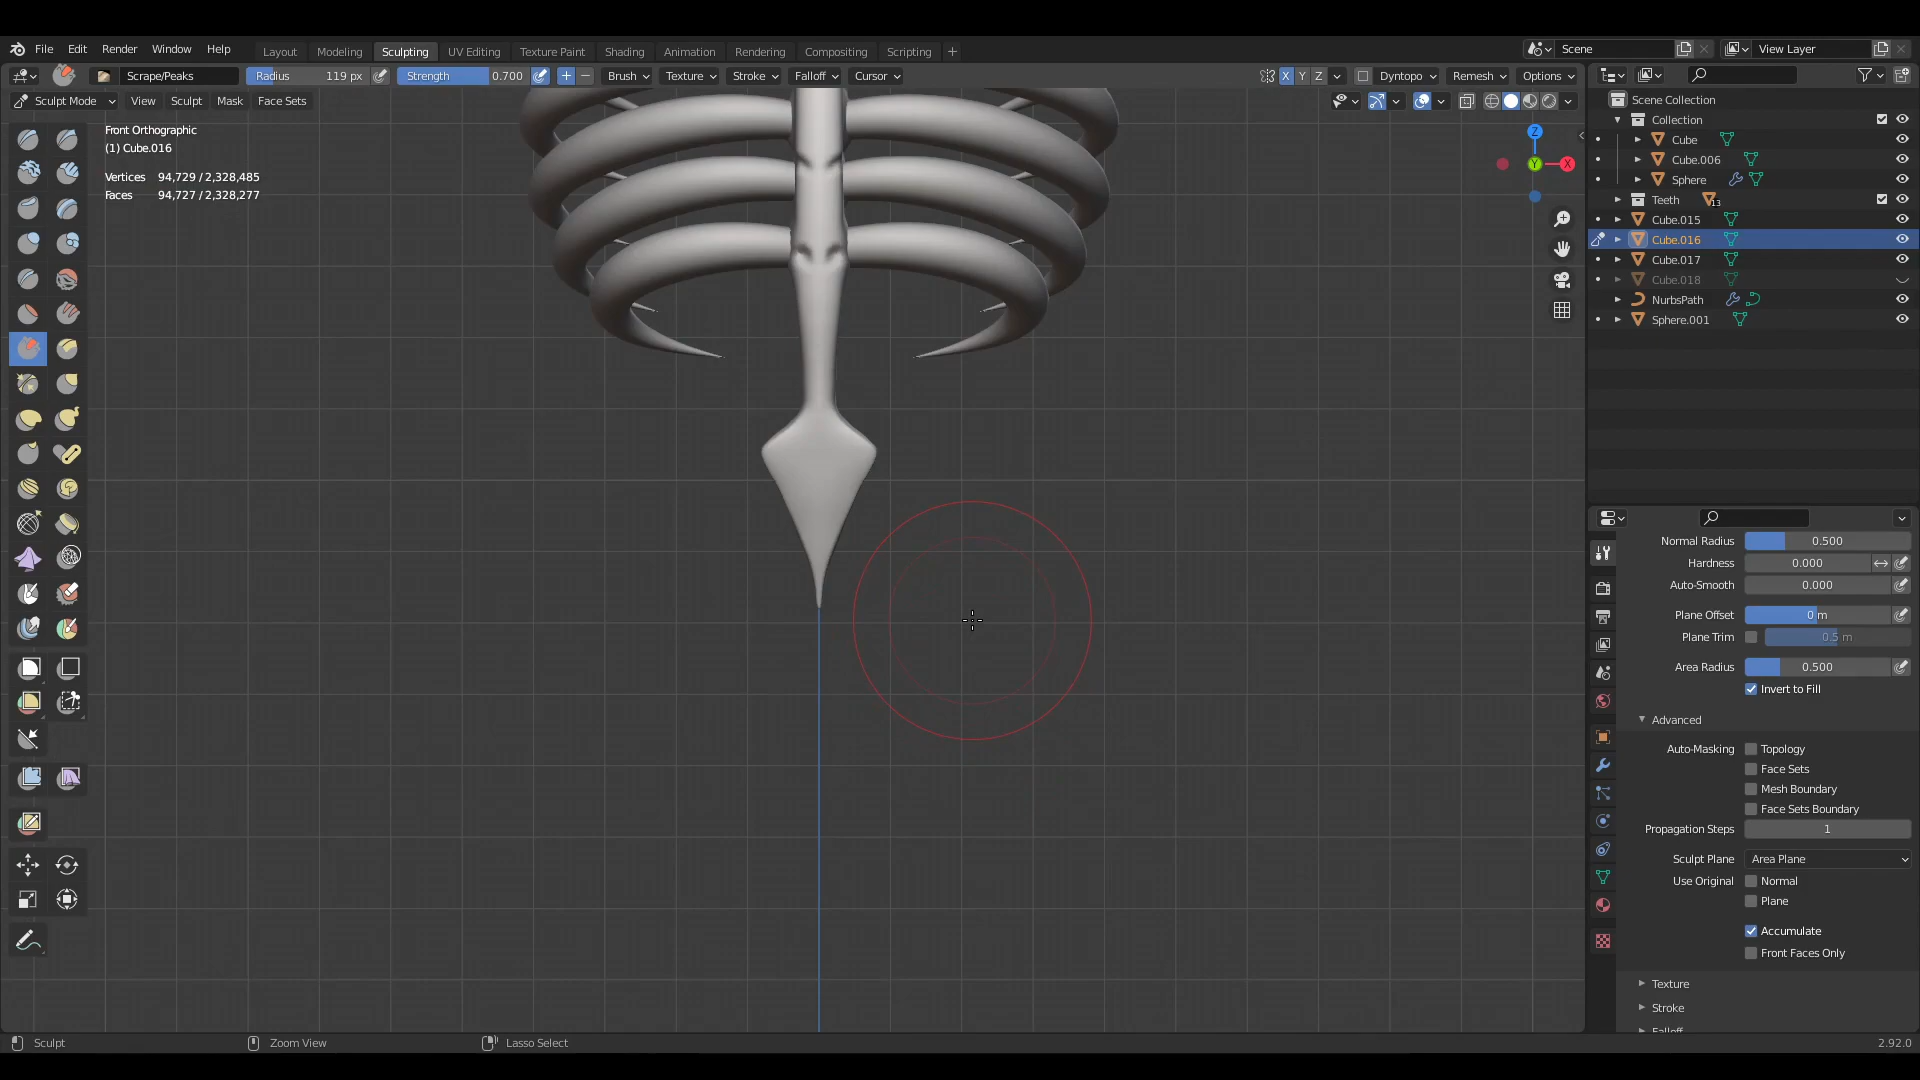 File Edit Render Window Help Layout Modeling Sculpting UV Editing Texture Paint Shading Animation Rendering Compositing Scripting + Scene View Layer
Scrape/Peaks Radius 119 px Strength 0.700 + − Brush Texture Stroke Falloff Cursor X Y Z Dyntopo Remesh Options
Sculpt Mode View Sculpt Mask Face Sets
Front Orthographic
(1) Cube.016
Vertices 94,729 / 2,328,485
Faces 94,727 / 2,328,277
Z
Y X
Scene Collection
Collection
Cube
Cube.006
Sphere
Teeth 13
Cube.015
Cube.016
Cube.017
Cube.018
NurbsPath
Sphere.001
Normal Radius 0.500
Hardness 0.000
Auto-Smooth 0.000
Plane Offset 0 m
Plane Trim 0.5 m
Area Radius 0.500
Invert to Fill
Advanced
Auto-Masking Topology
Face Sets
Mesh Boundary
Face Sets Boundary
Propagation Steps 1
Sculpt Plane Area Plane
Use Original Normal
Plane
Accumulate
Front Faces Only
Texture
Stroke
Falloff
Sculpt Zoom View Lasso Select 2.92.0